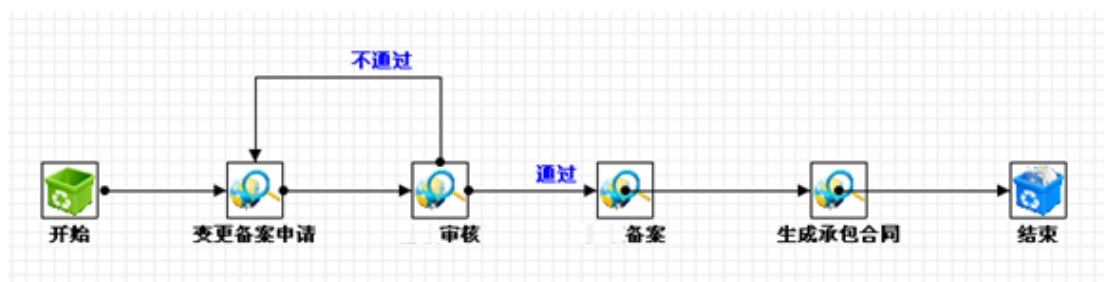 不通过
通过
开始
变更备案申请
审核
备案
生成承包合同
结束